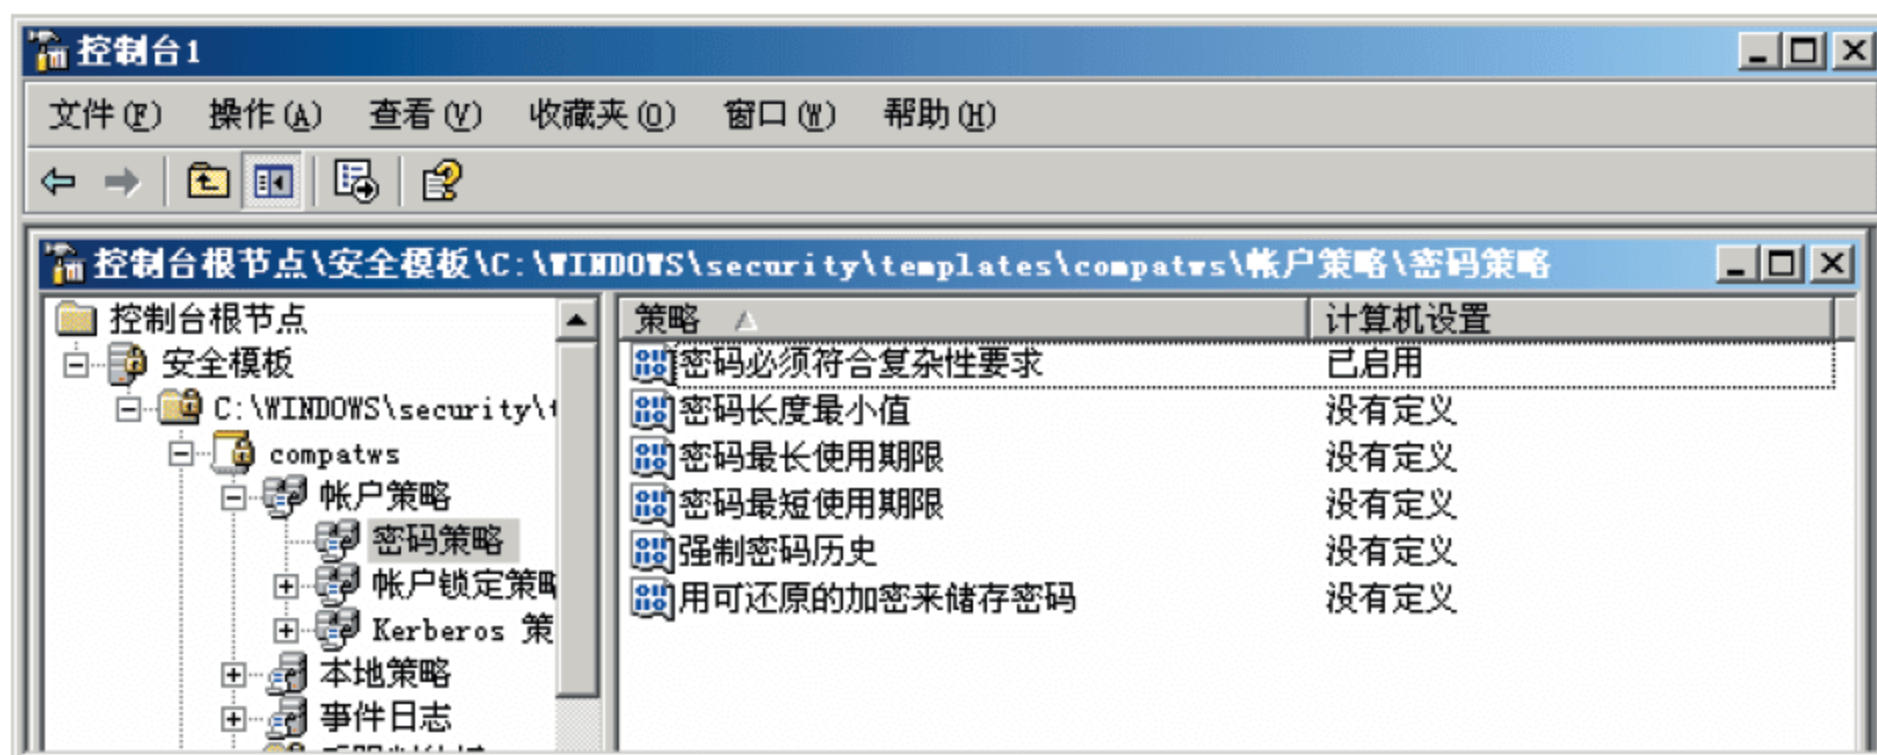 控制台1
文件(F) 操作(A) 查看(V) 收藏夹(O) 窗口(W) 帮助(H)
控制台根节点\安全模板\C:\WINDOWS\security\templates\compatws\帐户策略\密码策略
控制台根节点
安全模板
C:\WINDOWS\security\t
compatws
帐户策略
密码策略
帐户锁定策略
Kerberos 策
本地策略
事件日志
策略 计算机设置
密码必须符合复杂性要求 已启用
密码长度最小值 没有定义
密码最长使用期限 没有定义
密码最短使用期限 没有定义
强制密码历史 没有定义
用可还原的加密来储存密码 没有定义